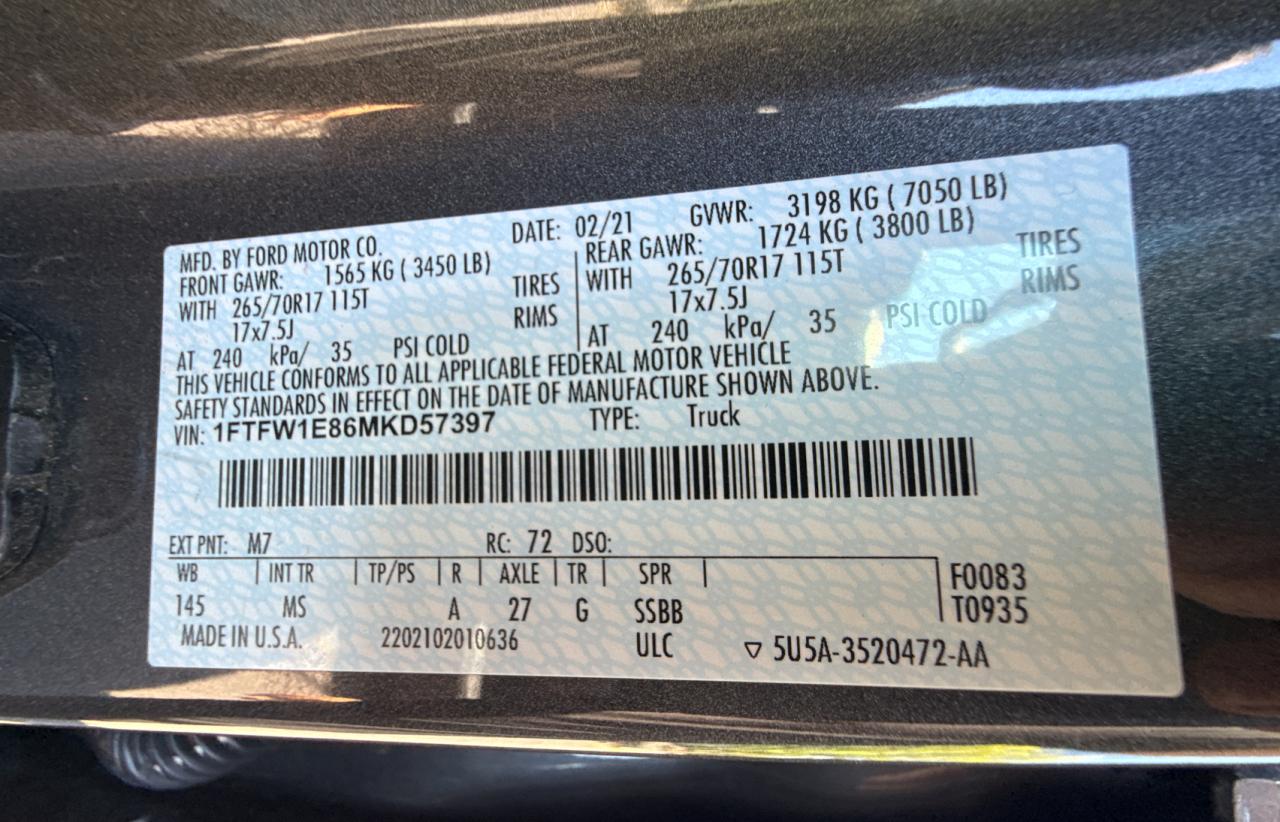 MFD. BY FORD MOTOR CO. DATE: 02/21 GVWR: 3198 KG ( 7050 LB)
FRONT GAWR: 1565 KG ( 3450 LB) REAR GAWR: 1724 KG ( 3800 LB)
WITH 265/70R17 115T TIRES WITH 265/70R17 115T TIRES
17x7.5J RIMS 17x7.5J RIMS
AT 240 kPa/ 35 PSI COLD AT 240 kPa/ 35 PSI COLD
THIS VEHICLE CONFORMS TO ALL APPLICABLE FEDERAL MOTOR VEHICLE
SAFETY STANDARDS IN EFFECT ON THE DATE OF MANUFACTURE SHOWN ABOVE.
VIN: 1FTFW1E86MKD57397 TYPE: Truck
EXT PNT: M7 RC: 72 DSO:
WB INT TR TP/PS R AXLE TR SPR F0083
145 MS A 27 G SSBB T0935
MADE IN U.S.A. 2202102010636 ULC ▽ 5U5A-3520472-AA